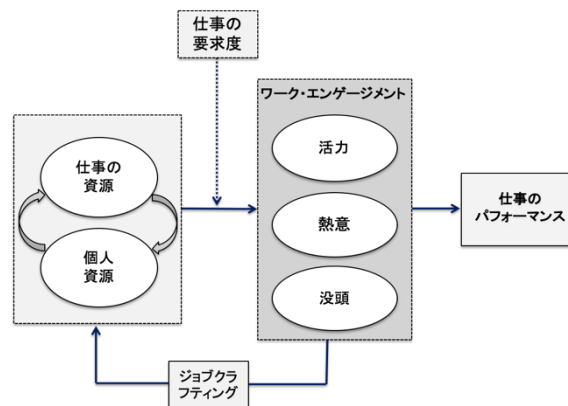 仕事の
要求度
ワーク・エンゲージメント
仕事の
資源
個人
資源
活力
熱意
没頭
仕事の
パフォーマンス
ジョブクラ
フティング